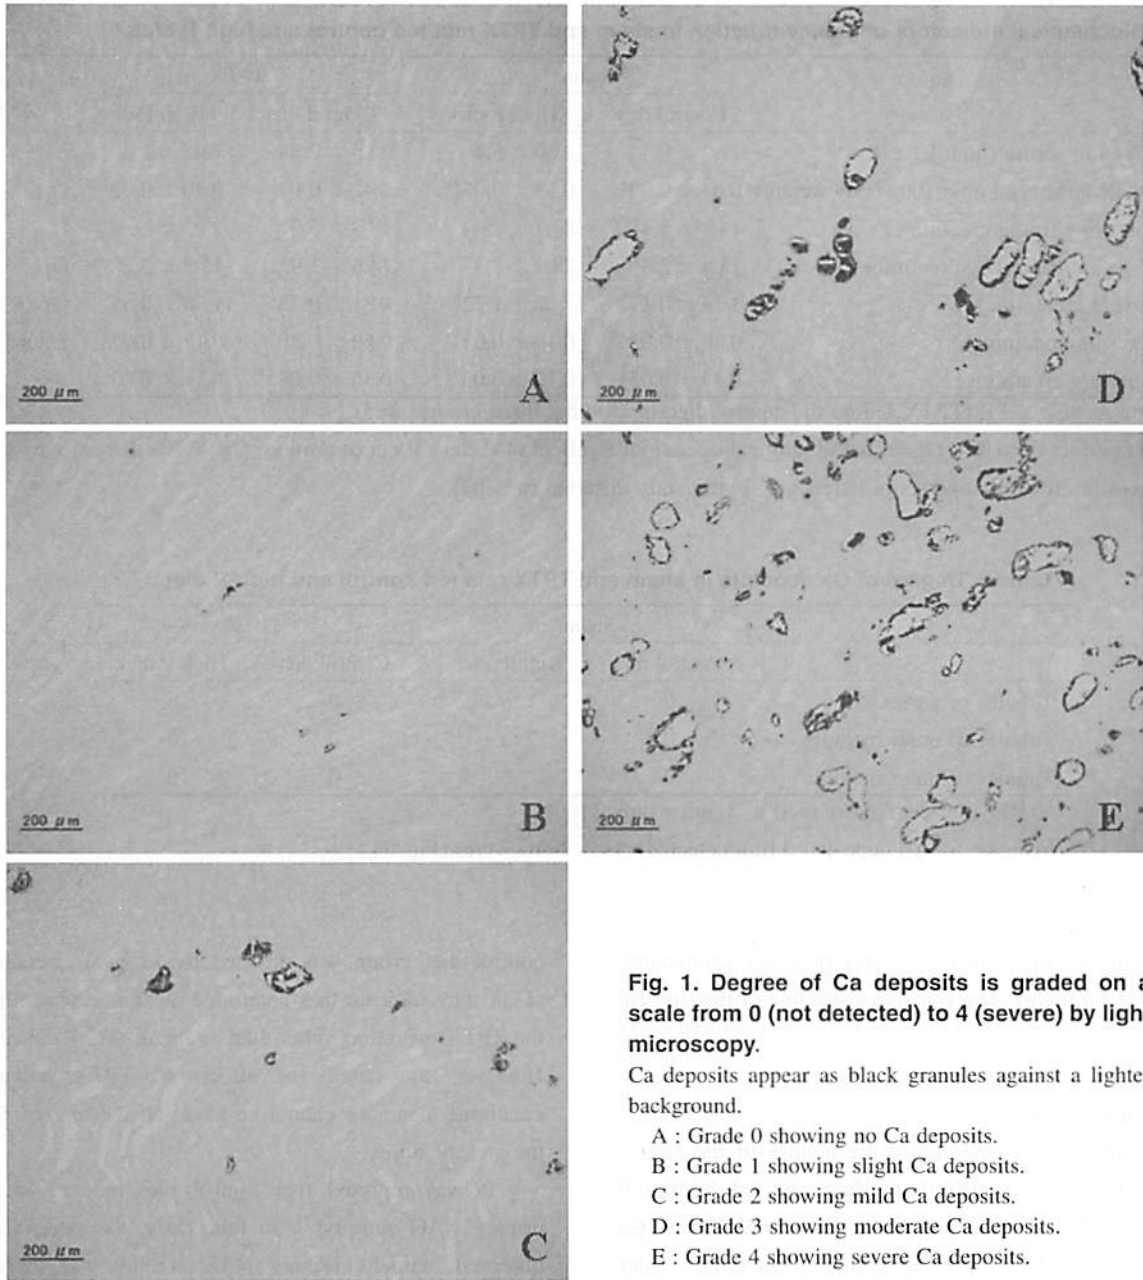 A
200 μm
D
200 μm
B
200 μm
E
200 μm
C
200 μm
Fig. 1. Degree of Ca deposits is graded on a
scale from 0 (not detected) to 4 (severe) by ligh
microscopy.
Ca deposits appear as black granules against a lighte
background.
A : Grade 0 showing no Ca deposits.
B : Grade 1 showing slight Ca deposits.
C : Grade 2 showing mild Ca deposits.
D : Grade 3 showing moderate Ca deposits.
E : Grade 4 showing severe Ca deposits.